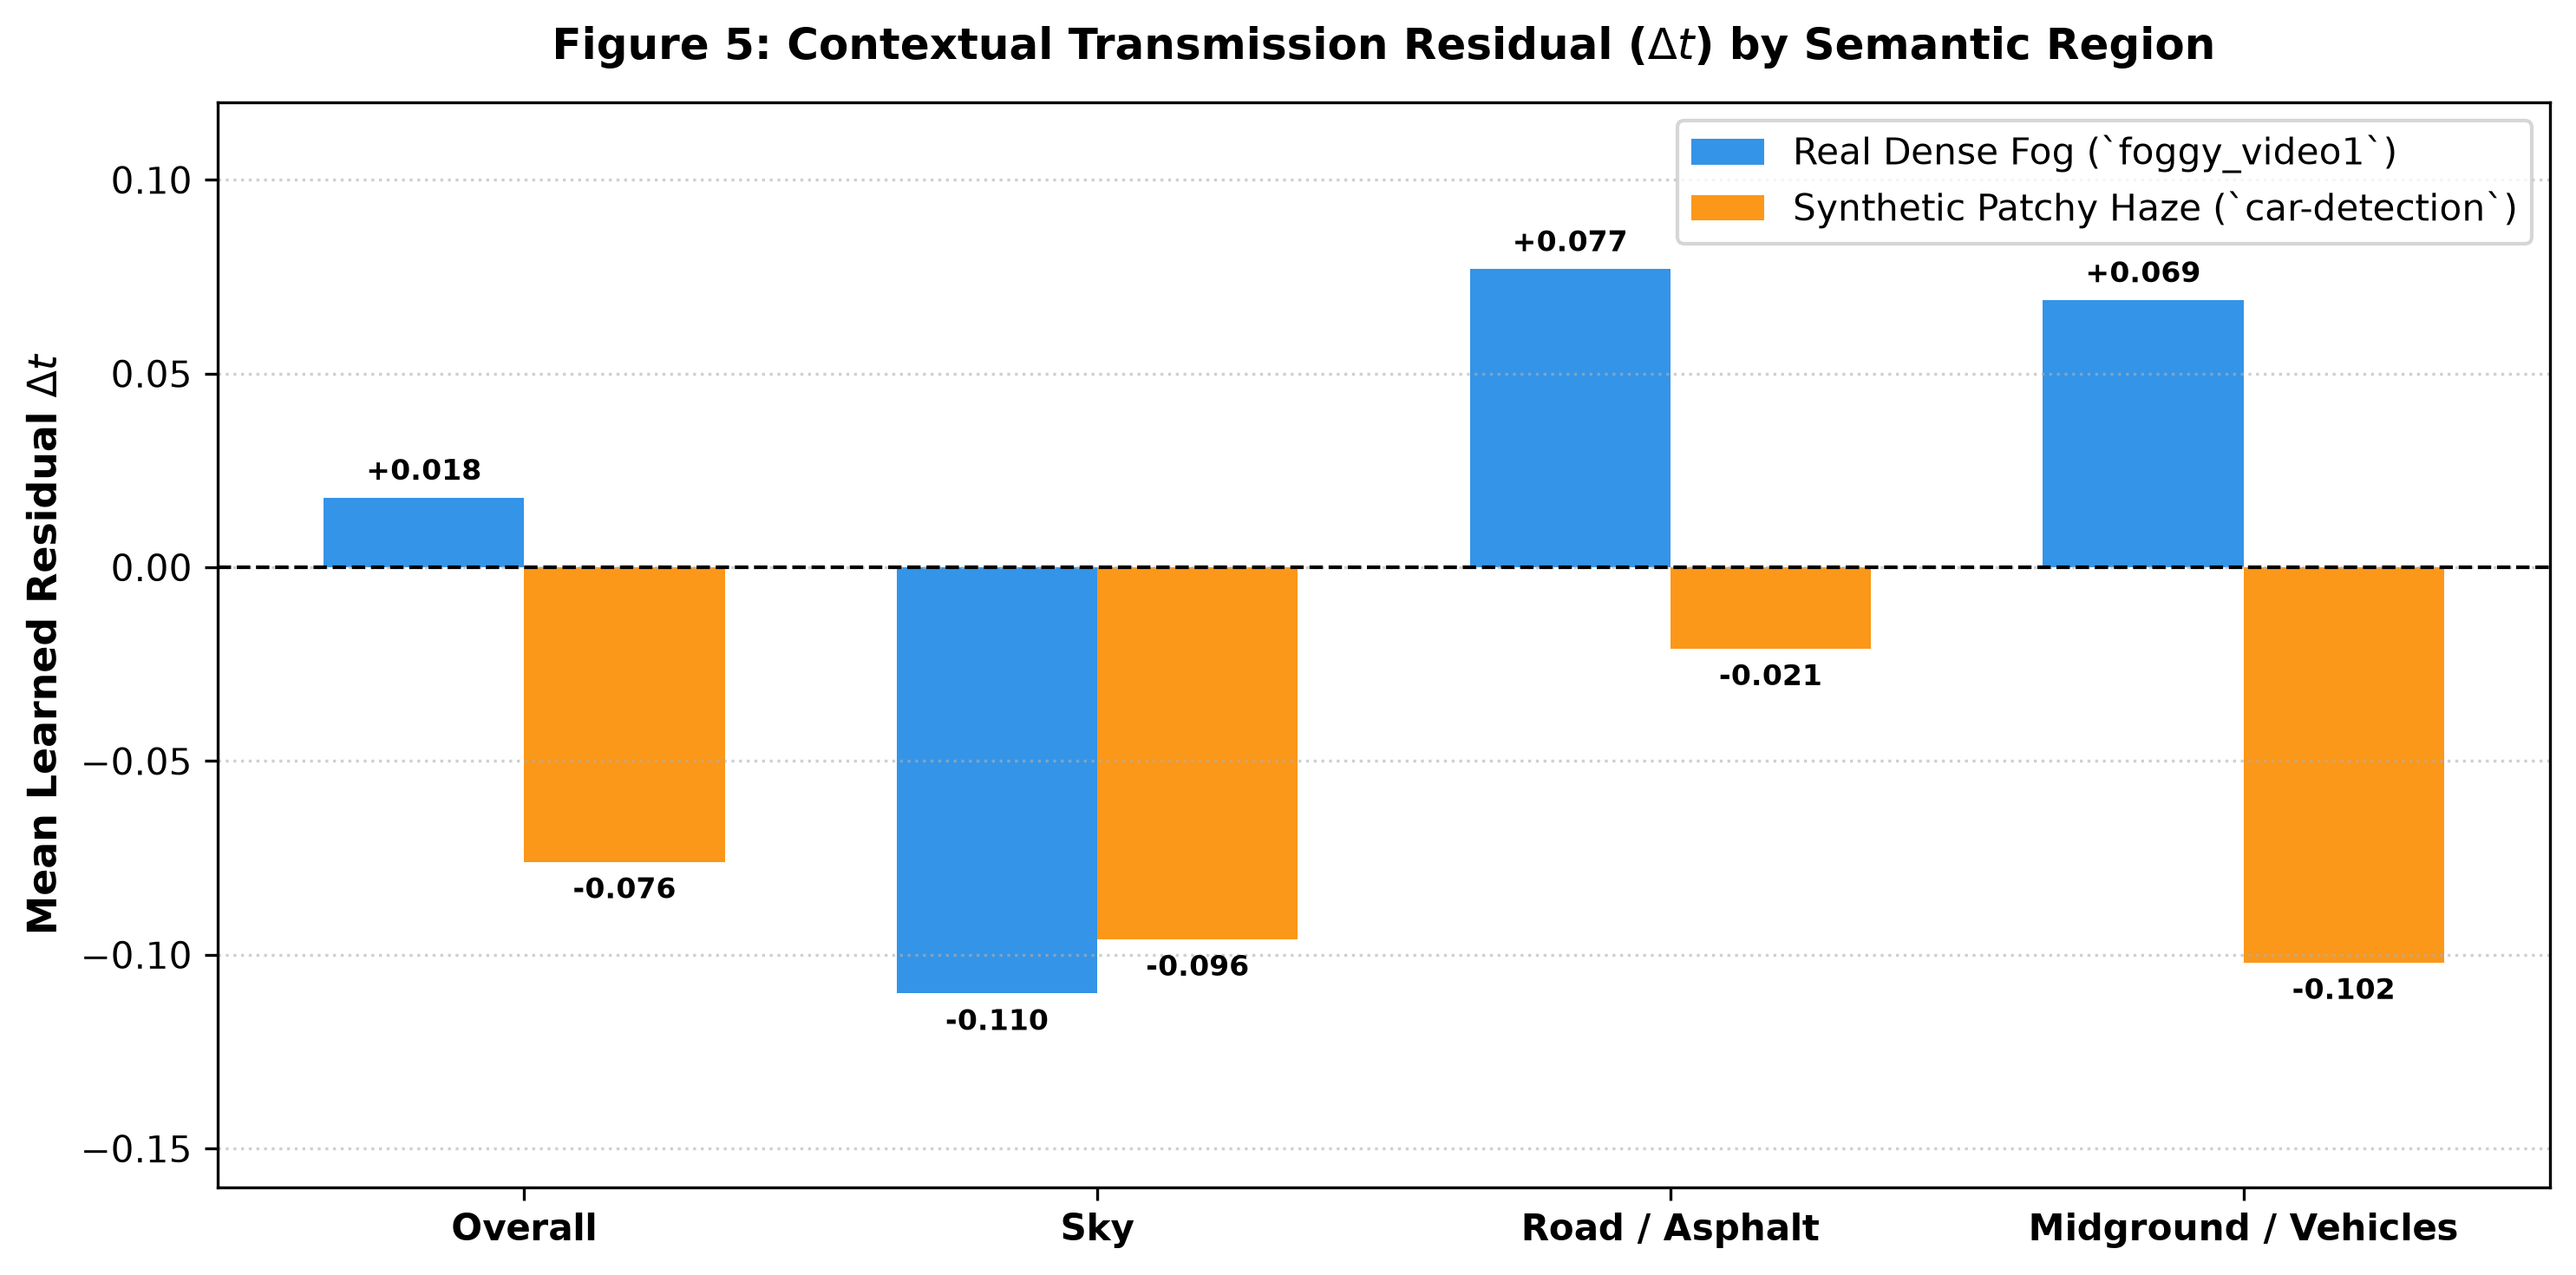 Figure 5: Contextual Transmission Residual (Δt) by Semantic Region
Mean Learned Residual Δt
0.10
0.05
0.00
−0.05
−0.10
−0.15
Real Dense Fog (`foggy_video1`)
Synthetic Patchy Haze (`car-detection`)
+0.018
-0.076
-0.110
-0.096
+0.077
-0.021
+0.069
-0.102
Overall
Sky
Road / Asphalt
Midground / Vehicles